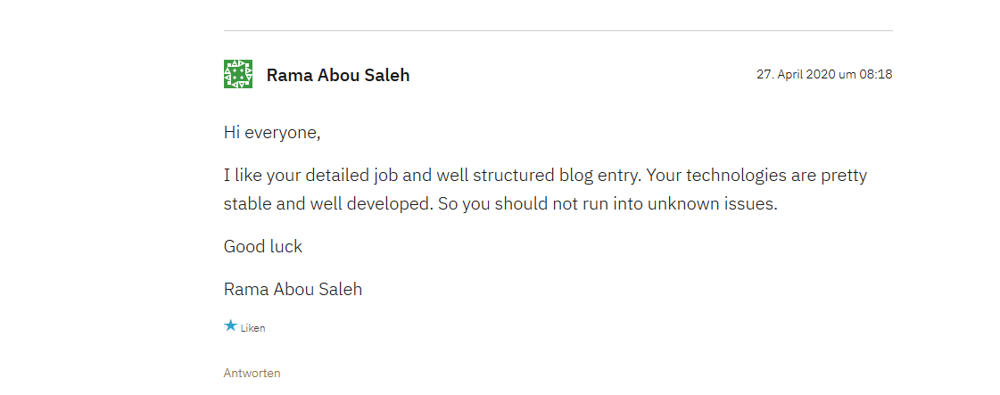 Rama Abou Saleh
27. April 2020 um 08:18
Hi everyone,
I like your detailed job and well structured blog entry. Your technologies are pretty
stable and well developed. So you should not run into unknown issues.
Good luck
Rama Abou Saleh
Liken
Antworten